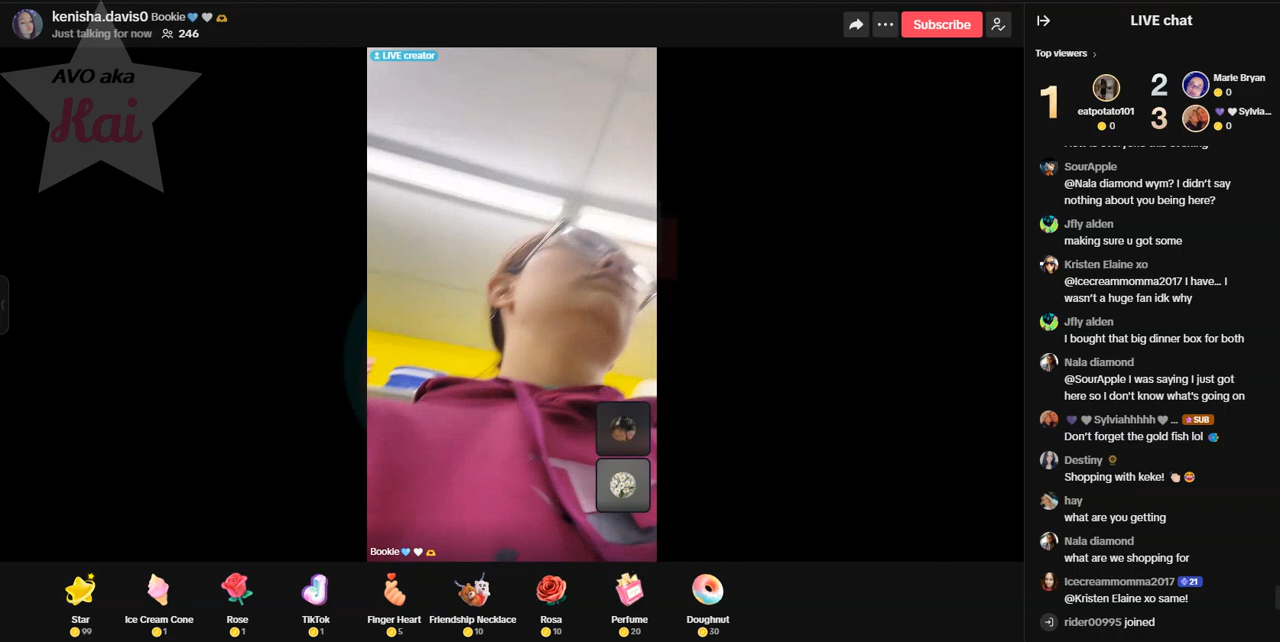 kenisha.davis0 Bookie💙🤍🫶
Just talking for now 246
Subscribe
AVO aka
Kai
LIVE creator
Bookie💙🤍🫶
Star
99
Ice Cream Cone
1
Rose
1
TikTok
1
Finger Heart
5
Friendship Necklace
10
Rosa
10
Perfume
20
Doughnut
30
LIVE chat
Top viewers
1
eatpotato101
0
2
Marie Bryan
0
3
💜🤍Sylvia...
0
SourApple
@Nala diamond wym? I didn't say
nothing about you being here?
Jfly alden
making sure u got some
Kristen Elaine xo
@Icecreammomma2017 I have... I
wasn't a huge fan idk why
Jfly alden
I bought that big dinner box for both
Nala diamond
@SourApple I was saying I just got
here so I don't know what's going on
💜🤍Sylviahhhhh🤍... SUB
Don't forget the gold fish lol
Destiny 🌻
Shopping with keke! 👏🏻😂
hay
what are you getting
Nala diamond
what are we shopping for
Icecreammomma2017 21
@Kristen Elaine xo same!
rider00995 joined